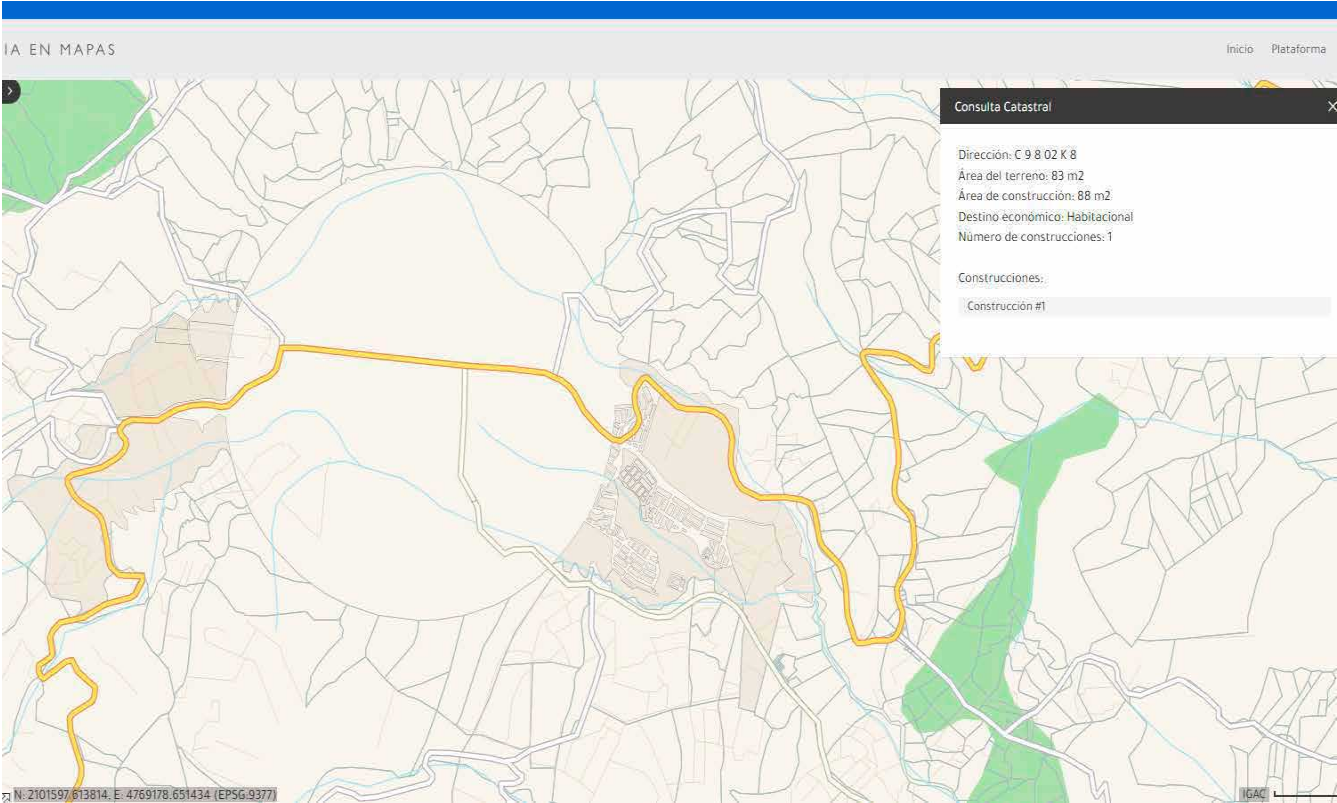 IA EN MAPAS
Inicio Plataforma
Consulta Catastral
Dirección: C 9 8 02 K 8
Área del terreno: 83 m2
Área de construcción: 88 m2
Destino económico: Habitacional
Número de construcciones: 1
Construcciones:
Construcción #1
N: 2101597.613814, E: 4769178.651434 (EPSG:9377)
IGAC